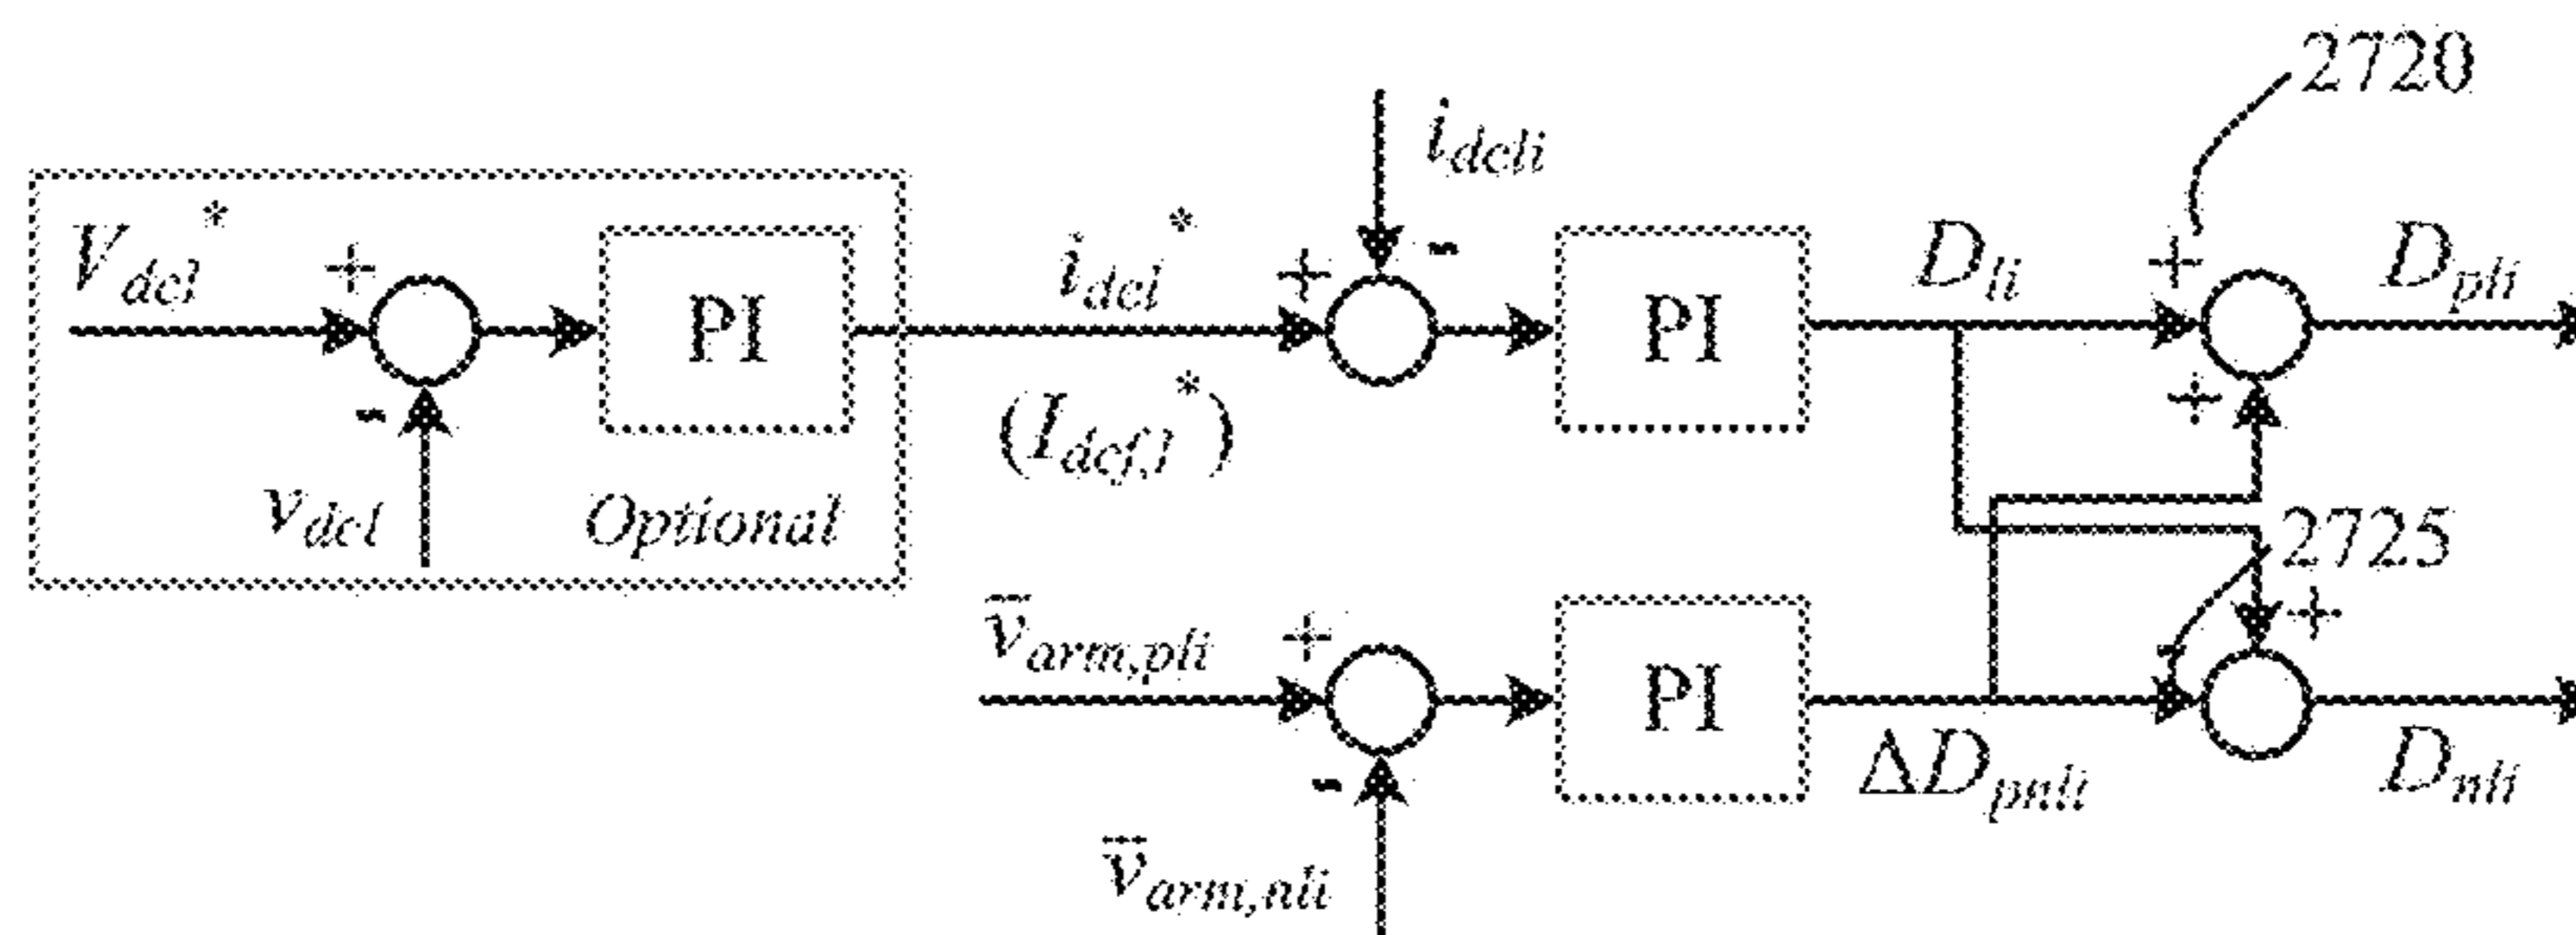 2720
i_dcli
V_dcl* + PI i_dcl* + - PI D_li + D_pli
- (I_dcf,l*) +
v_dcl Optional 2725
v̅_arm,pli + PI - +
- ΔD_pnli D_nli
v̅_arm,nli